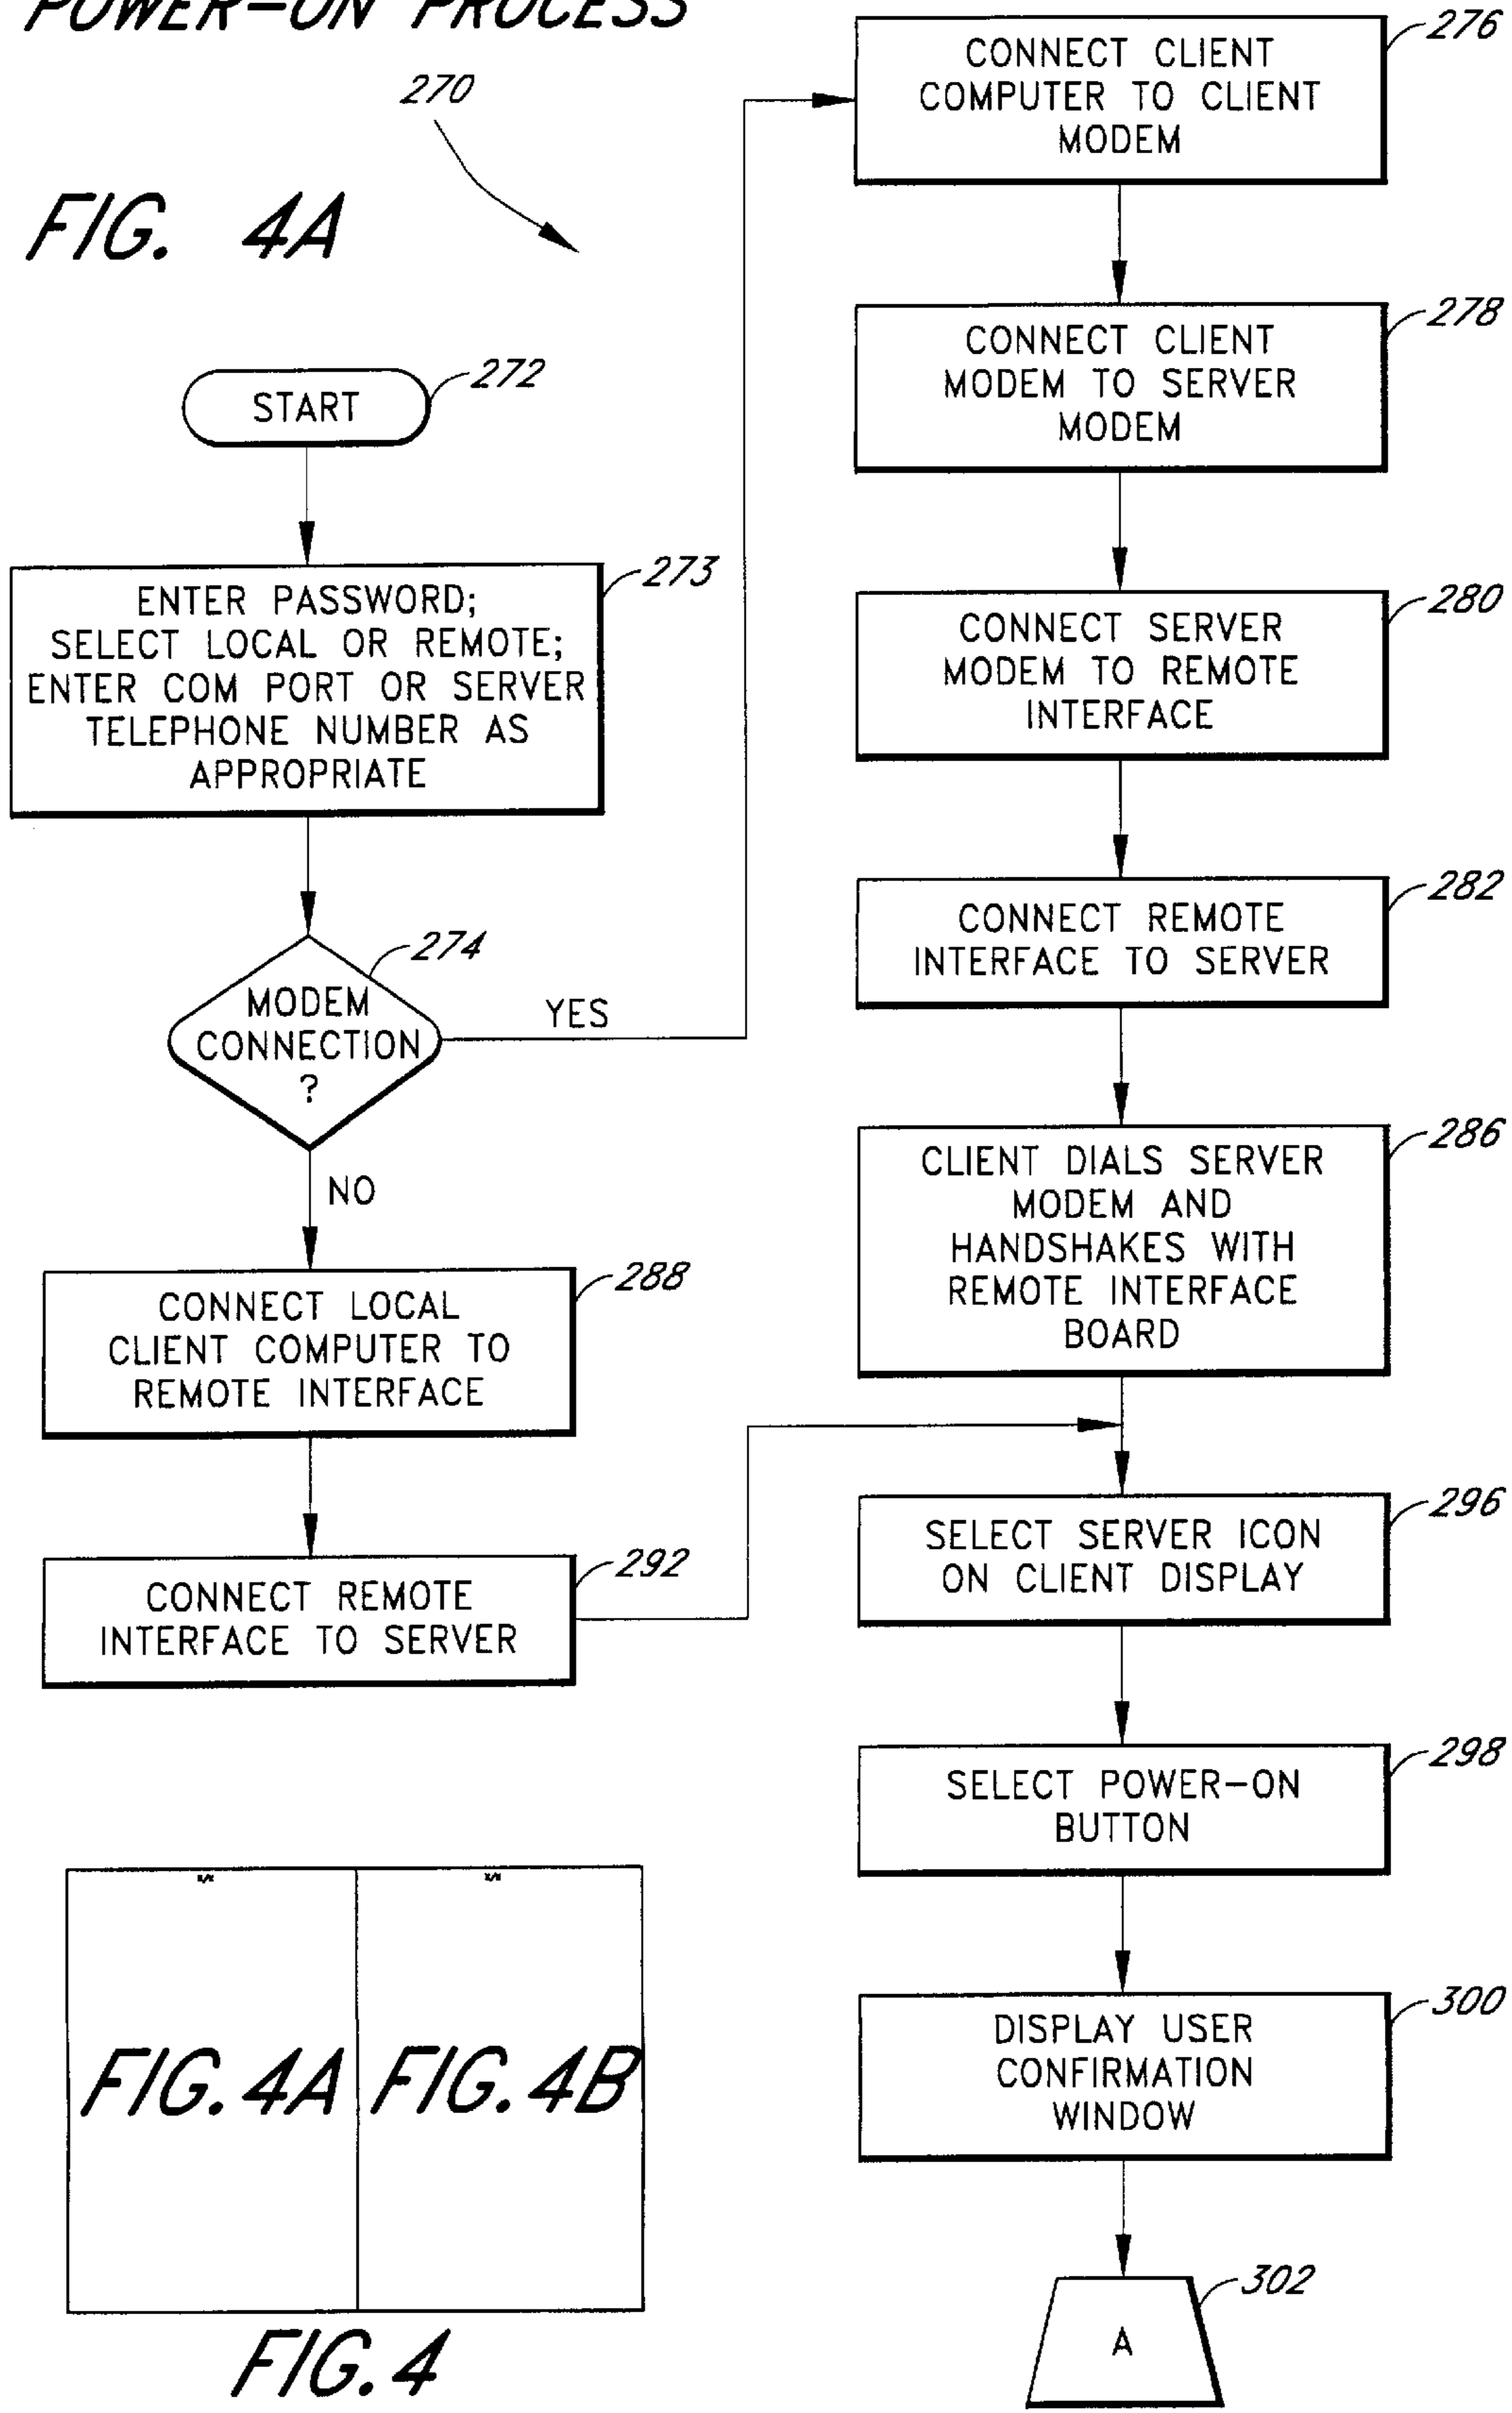 POWER-ON PROCESS
270
FIG. 4A
START
272
ENTER PASSWORD;
SELECT LOCAL OR REMOTE;
ENTER COM PORT OR SERVER
TELEPHONE NUMBER AS
APPROPRIATE
273
MODEM
CONNECTION
?
274
YES
NO
CONNECT LOCAL
CLIENT COMPUTER TO
REMOTE INTERFACE
288
CONNECT REMOTE
INTERFACE TO SERVER
292
CONNECT CLIENT
COMPUTER TO CLIENT
MODEM
276
CONNECT CLIENT
MODEM TO SERVER
MODEM
278
CONNECT SERVER
MODEM TO REMOTE
INTERFACE
280
CONNECT REMOTE
INTERFACE TO SERVER
282
CLIENT DIALS SERVER
MODEM AND
HANDSHAKES WITH
REMOTE INTERFACE
BOARD
286
SELECT SERVER ICON
ON CLIENT DISPLAY
296
SELECT POWER-ON
BUTTON
298
DISPLAY USER
CONFIRMATION
WINDOW
300
A
302
FIG. 4A
FIG. 4B
FIG. 4